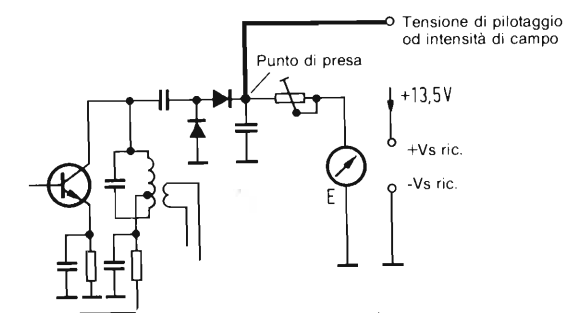 Tensione di pilotaggio
od intensità di campo
Punto di presa
+13,5V
+Vs ric.
-Vs ric.
E